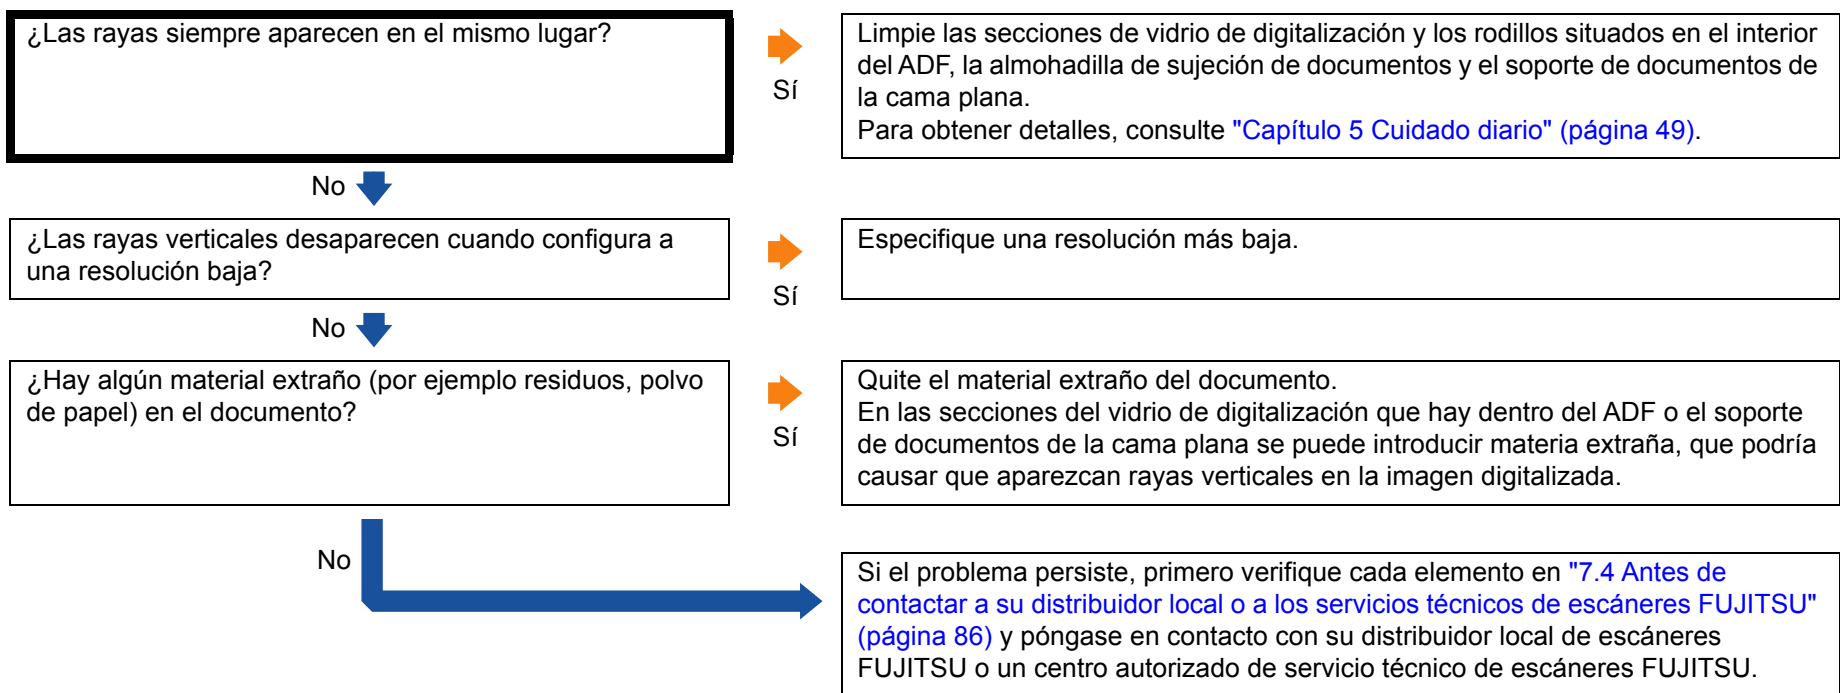 ¿Las rayas siempre aparecen en el mismo lugar?
Sí
Limpie las secciones de vidrio de digitalización y los rodillos situados en el interior
del ADF, la almohadilla de sujeción de documentos y el soporte de documentos de
la cama plana.
Para obtener detalles, consulte "Capítulo 5 Cuidado diario" (página 49).
No
¿Las rayas verticales desaparecen cuando configura a
una resolución baja?
Sí
Especifique una resolución más baja.
No
¿Hay algún material extraño (por ejemplo residuos, polvo
de papel) en el documento?
Sí
Quite el material extraño del documento.
En las secciones del vidrio de digitalización que hay dentro del ADF o el soporte
de documentos de la cama plana se puede introducir materia extraña, que podría
causar que aparezcan rayas verticales en la imagen digitalizada.
No
Si el problema persiste, primero verifique cada elemento en "7.4 Antes de
contactar a su distribuidor local o a los servicios técnicos de escáneres FUJITSU"
(página 86) y póngase en contacto con su distribuidor local de escáneres
FUJITSU o un centro autorizado de servicio técnico de escáneres FUJITSU.